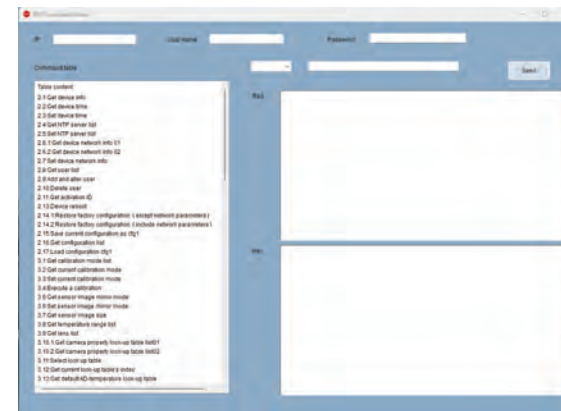 IP
User name
Password
Command table
Send
Table content
2.1 Get device info
2.2 Get device time
2.3 Set device time
2.4 Get NTP server list
2.5 Set NTP server list
2.6.1 Get device network info 01
2.6.2 Get device network info 02
2.7 Set device network info
2.8 Get user list
2.9 Add and alter user
2.10 Delete user
2.11 Get activation ID
2.13 Device reboot
2.14.1 Restore factory configuration ( except network parameters )
2.14.2 Restore factory configuration ( include network parameters )
2.15 Save current configuration as cfg1
2.16 Get configuration list
2.17 Load configuration cfg1
3.1 Get calibration mode list
3.2 Get current calibration mode
3.3 Set current calibration mode
3.4 Execute a calibration
3.5 Get sensor image mirror mode
3.6 Set sensor image mirror mode
3.7 Get sensor image size
3.8 Get temperature range list
3.9 Get lens list
3.10.1 Get camera property look-up table list01
3.10.2 Get camera property look-up table list02
3.11 Select look-up table
3.12 Get current look-up table's index
3.13 Get default AD-temperature look-up table